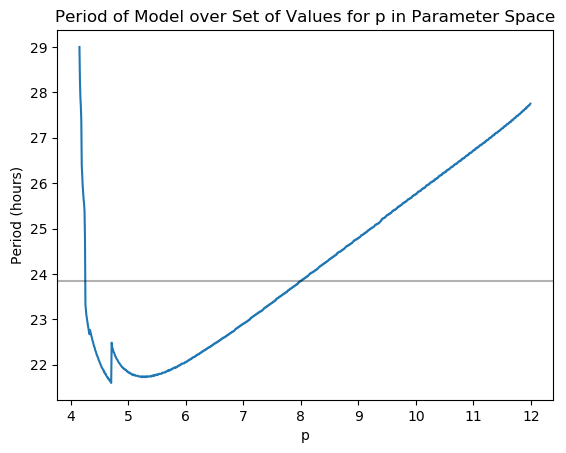 Period of Model over Set of Values for p in Parameter Space
29
28
27
26
25
24
23
22
Period (hours)
4 5 6 7 8 9 10 11 12
p